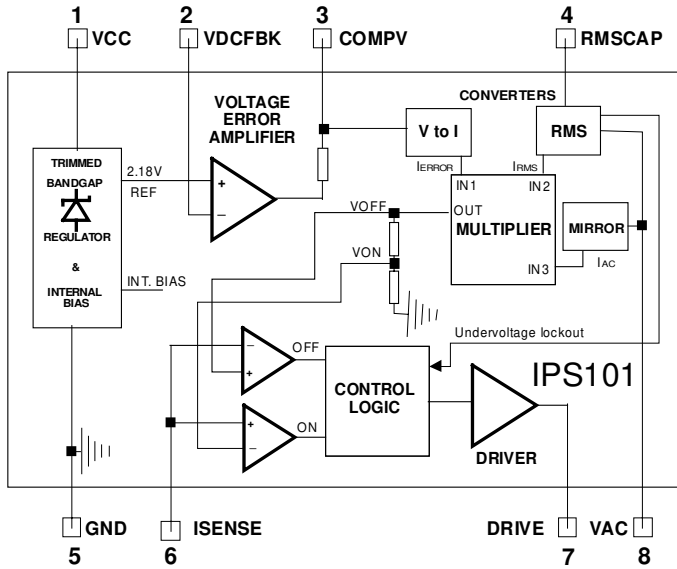 1
VCC
2
VDCFBK
3
COMPV
4
RMSCAP
VOLTAGE
ERROR
AMPLIFIER
CONVERTERS
V to I
RMS
TRIMMED
BANDGAP
REGULATOR
&
INTERNAL
BIAS
2.18V
REF
INT. BIAS
+
−
IERROR
IRMS
IN1
IN2
OUT
MULTIPLIER
IN3
MIRROR
IAC
VOFF
VON
Undervoltage lockout
−
+
OFF
+
−
ON
CONTROL
LOGIC
IPS101
DRIVER
GND
5
ISENSE
6
DRIVE
7
VAC
8